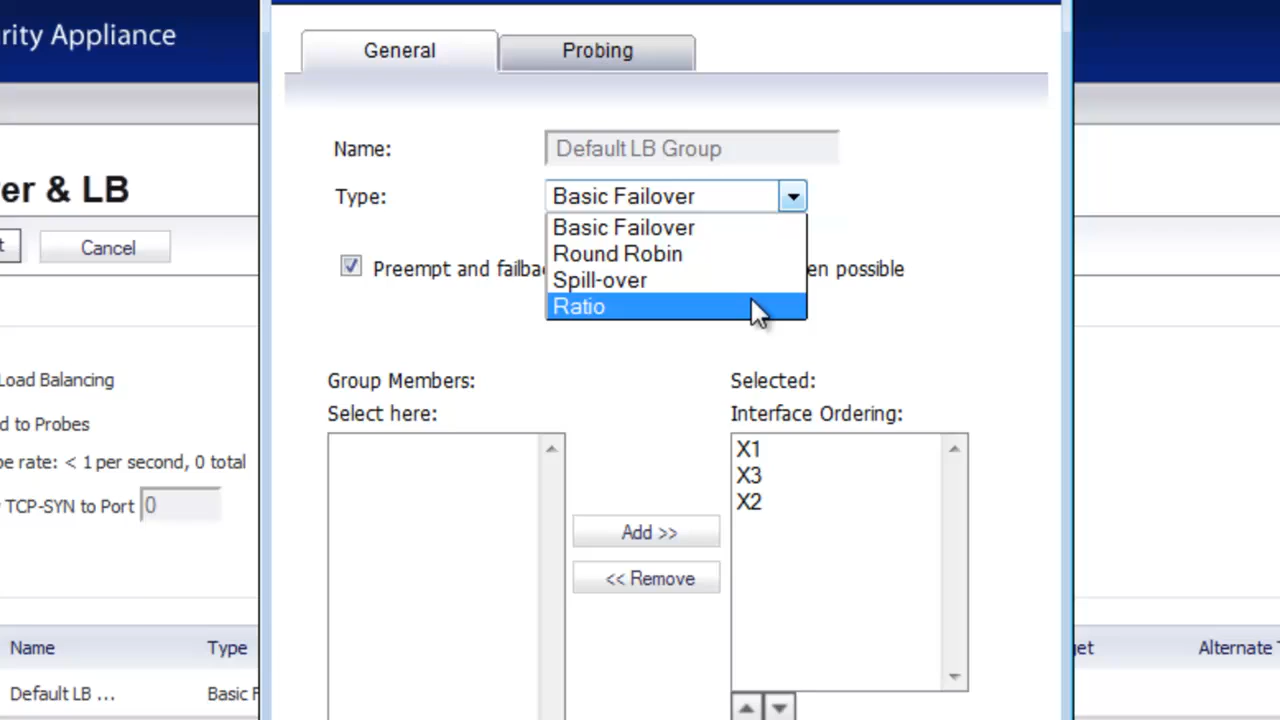 rity Appliance
General
Probing
Name:
Default LB Group
er & LB
Type:
Basic Failover
Basic Failover
Round Robin
Spill-over
Ratio
t
Cancel
Preempt and failba
en possible
Load Balancing
d to Probes
be rate: < 1 per second, 0 total
TCP-SYN to Port
0
Group Members:
Select here:
Selected:
Interface Ordering:
X1
X3
X2
Add >>
<< Remove
Name
Type
get
Alternate T
Default LB ...
Basic F